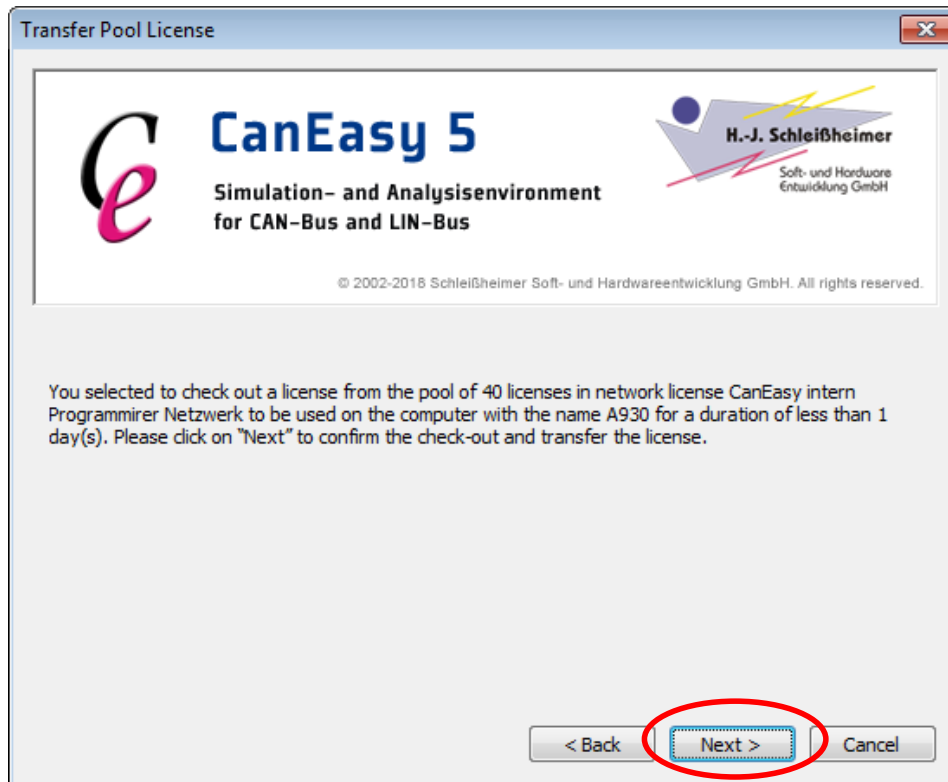 Transfer Pool License
Ce
CanEasy 5
Simulation- and Analysisenvironment
for CAN-Bus and LIN-Bus
H.-J. Schleißheimer
Soft- und Hardware
Entwicklung GmbH
© 2002-2018 Schleißheimer Soft- und Hardwareentwicklung GmbH. All rights reserved.
You selected to check out a license from the pool of 40 licenses in network license CanEasy intern
Programmirer Netzwerk to be used on the computer with the name A930 for a duration of less than 1
day(s). Please click on "Next" to confirm the check-out and transfer the license.
< Back
Next >
Cancel